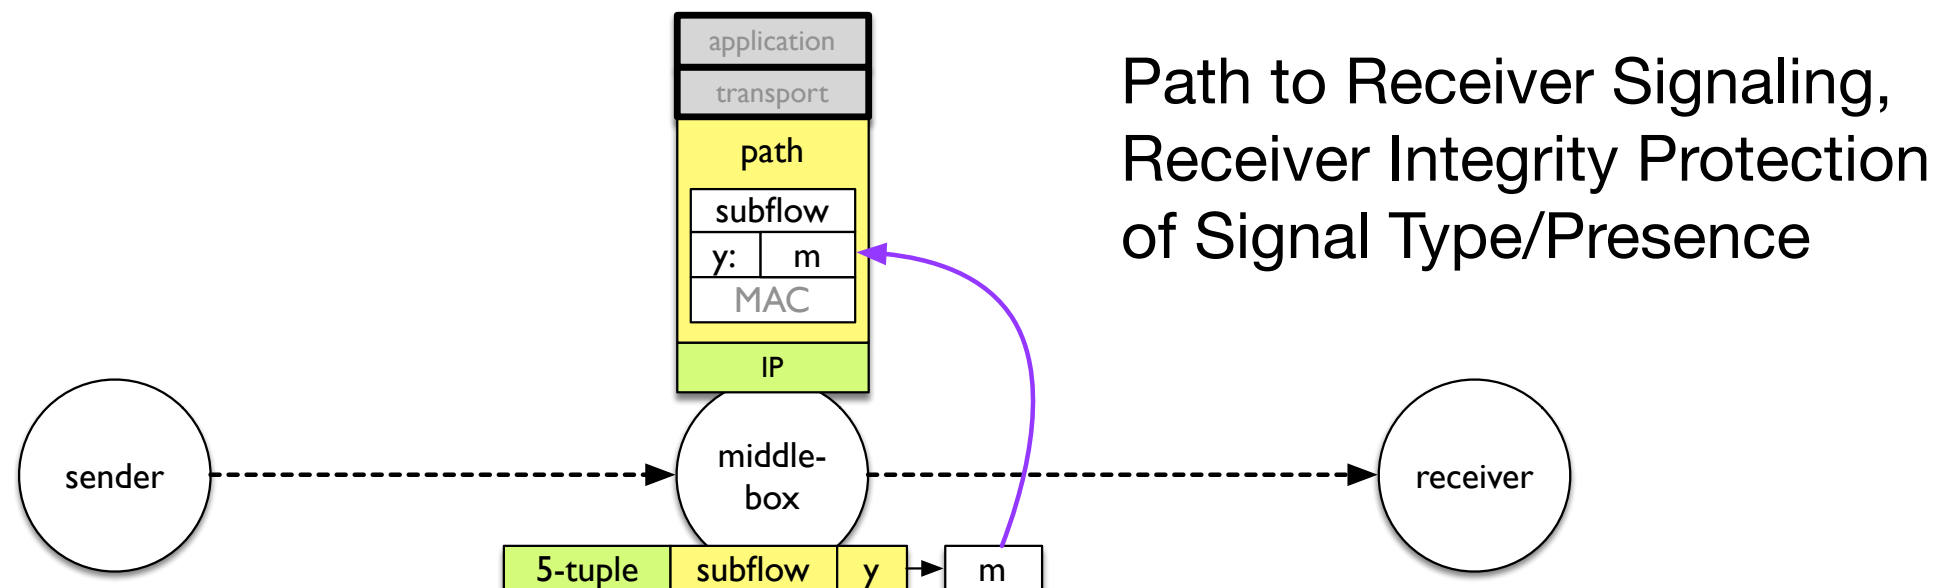 application
transport
path
subflow
y: m
MAC
IP
Path to Receiver Signaling,
Receiver Integrity Protection
of Signal Type/Presence
sender
middle-
box
receiver
5-tuple subflow y m